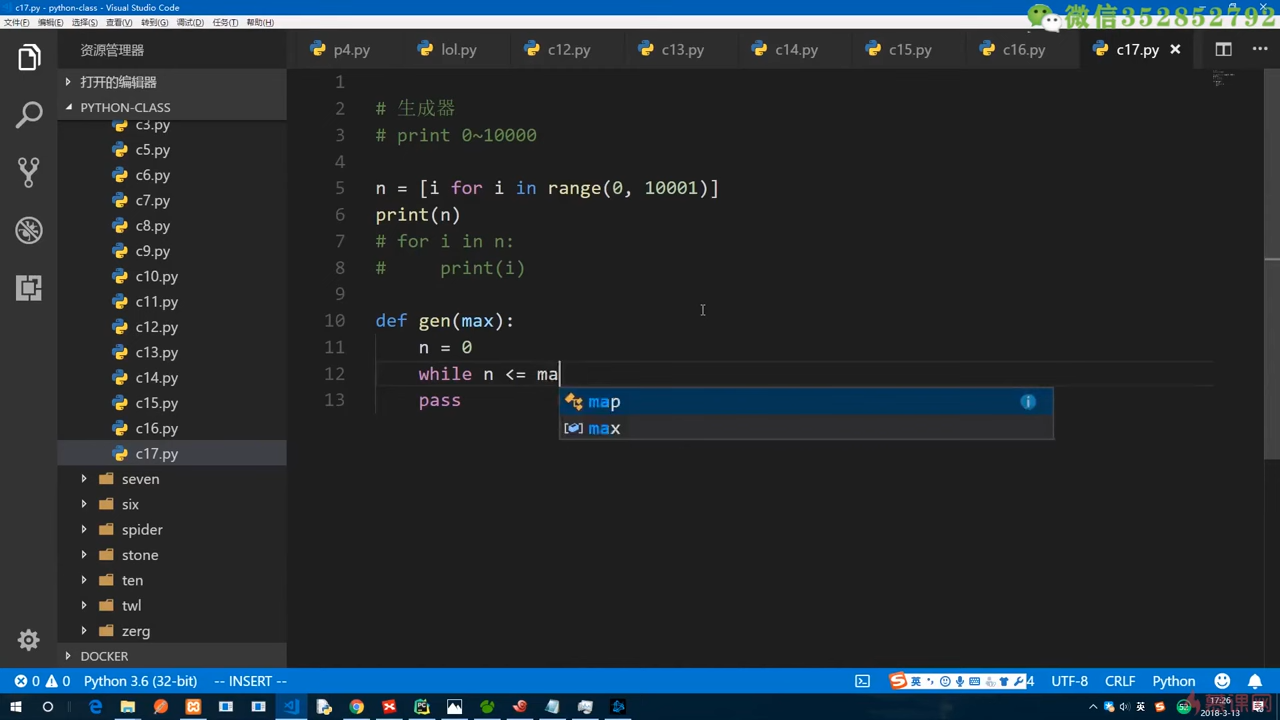 c17.py - python-class - Visual Studio Code
微信352852792
文件(F) 编辑(E) 选择(S) 查看(V) 转到(G) 调试(D) 任务(T) 帮助(H)
资源管理器
p4.py lol.py c12.py c13.py c14.py c15.py c16.py c17.py
打开的编辑器
PYTHON-CLASS
c3.py
c5.py
c6.py
c7.py
c8.py
c9.py
c10.py
c11.py
c12.py
c13.py
c14.py
c15.py
c16.py
c17.py
seven
six
spider
stone
ten
twl
zerg
DOCKER
1
2 # 生成器
3 # print 0~10000
4
5 n = [i for i in range(0, 10001)]
6 print(n)
7 # for i in n:
8 #     print(i)
9
10 def gen(max):
11     n = 0
12     while n <= ma
13     pass
map
max
0 0 Python 3.6 (32-bit) -- INSERT --
英 4 UTF-8 CRLF Python
英 52 17:26
2018-3-13